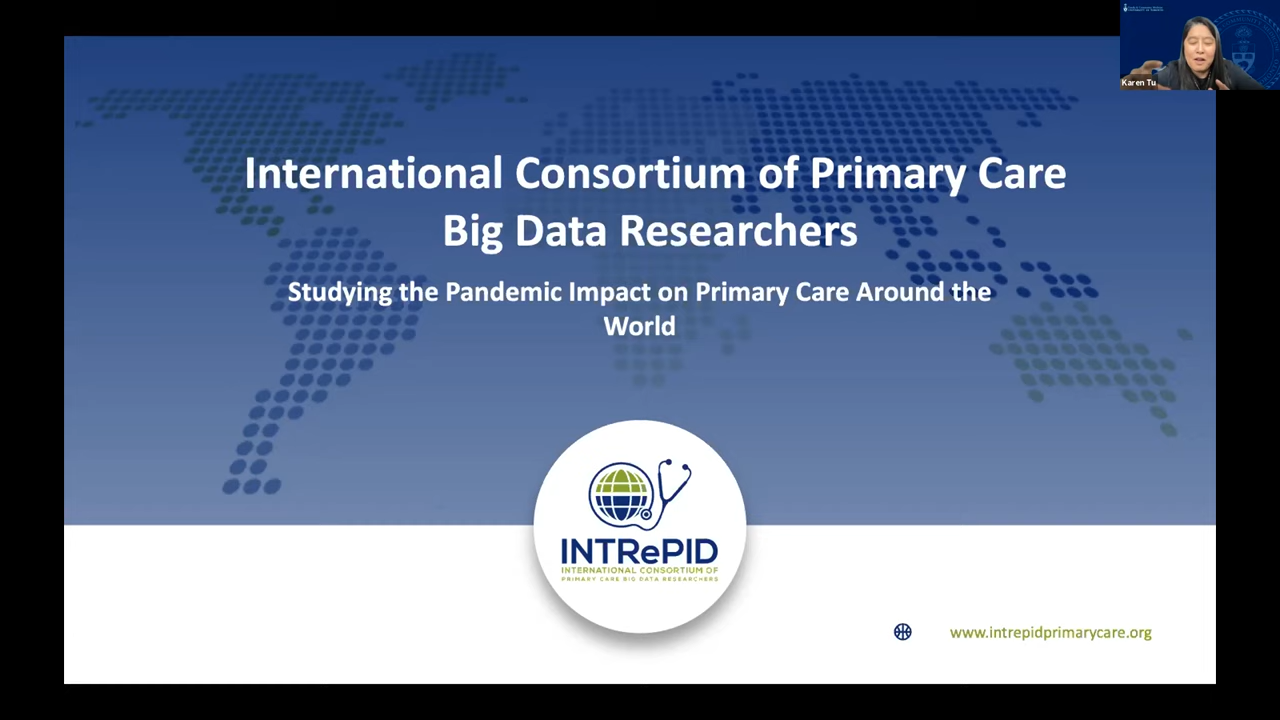 Karen Tu
International Consortium of Primary Care
Big Data Researchers
Studying the Pandemic Impact on Primary Care Around the
World
INTRePID
INTERNATIONAL CONSORTIUM OF
PRIMARY CARE BIG DATA RESEARCHERS
www.intrepidprimarycare.org